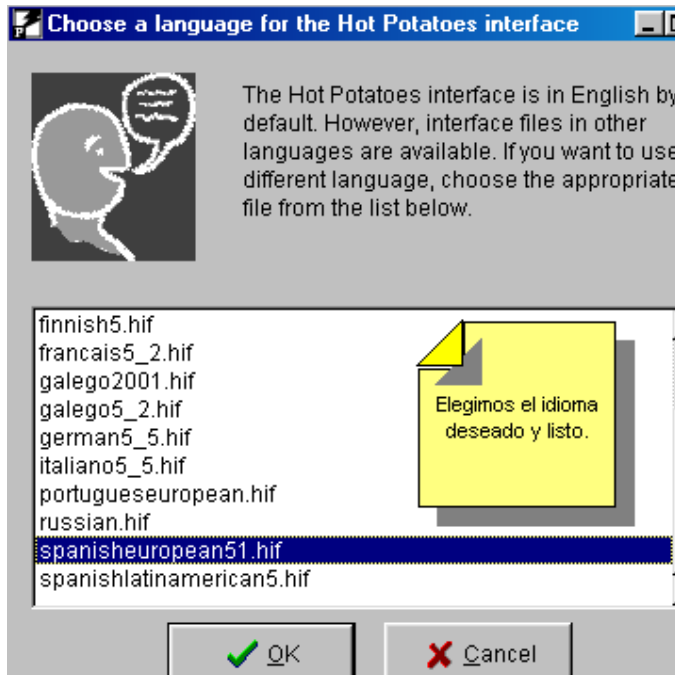 Choose a language for the Hot Potatoes interface
The Hot Potatoes interface is in English by
default. However, interface files in other
languages are available. If you want to use
different language, choose the appropriate
file from the list below.
finnish5.hif
francais5_2.hif
galego2001.hif
galego5_2.hif
german5_5.hif
italiano5_5.hif
portugueseuropean.hif
russian.hif
spanisheuropean51.hif
spanishlatinamerican5.hif
Elegimos el idioma
deseado y listo.
OK
Cancel